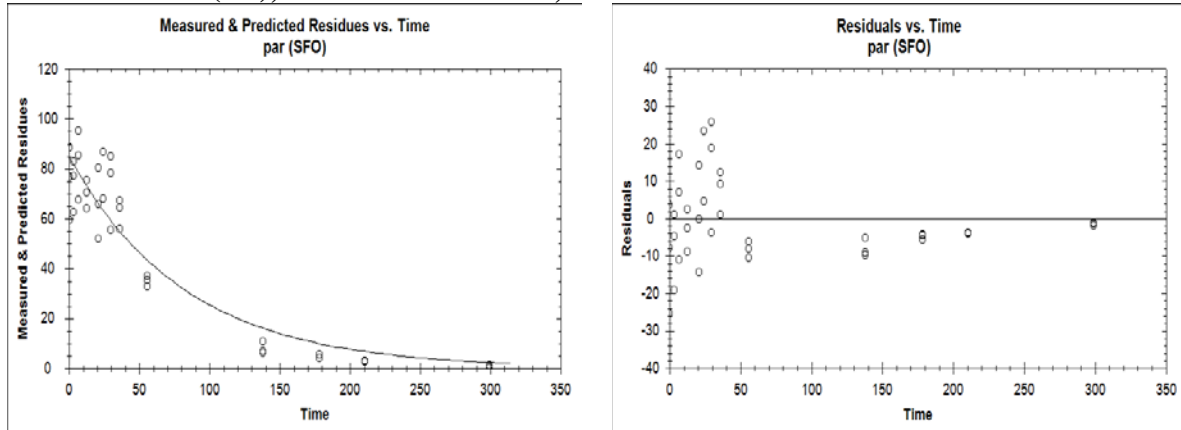 Measured & Predicted Residues vs. Time
par (SFO)
120
100
80
60
40
20
0
Measured & Predicted Residues
0 50 100 150 200 250 300 350
Time
Residuals vs. Time
par (SFO)
40
30
20
10
0
-10
-20
-30
-40
Residuals
0 50 100 150 200 250 300 350
Time